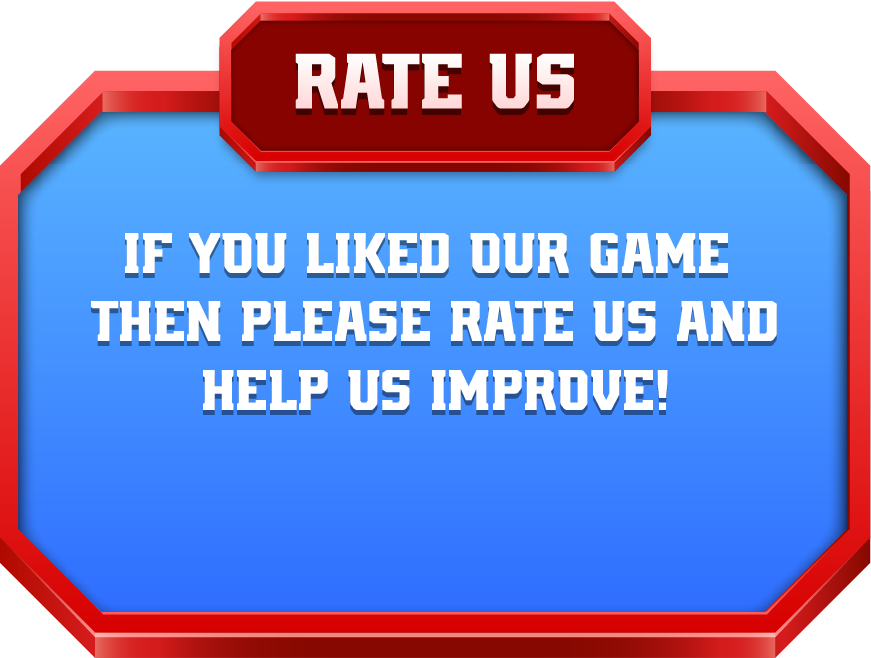 RATE US
IF YOU LIKED OUR GAME
THEN PLEASE RATE US AND
HELP US IMPROVE!